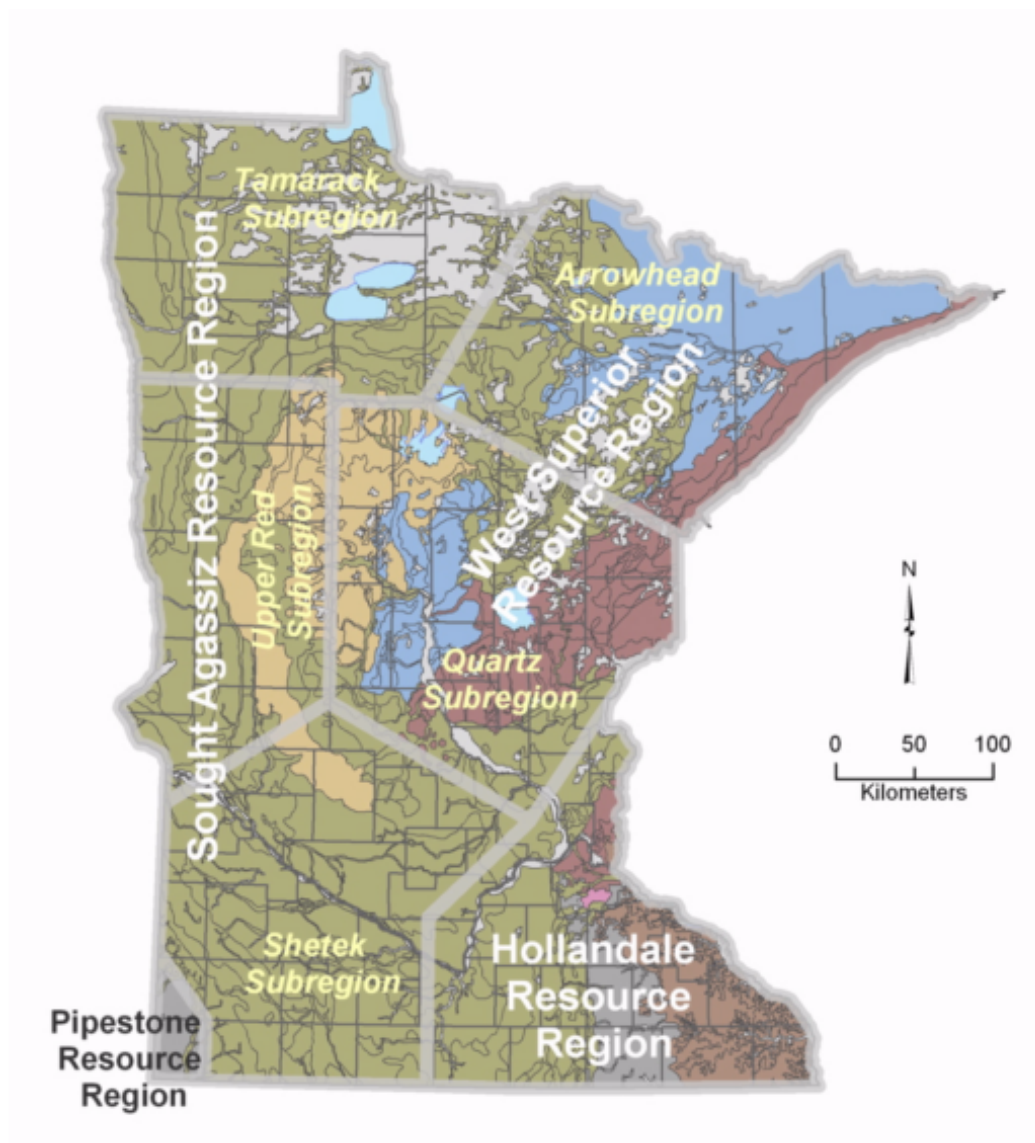 Tamarack
Subregion
Arrowhead
Subregion
Sought Agassiz Resource Region
West Superior
Resource Region
Upper Red
Subregion
Quartz
Subregion
N
0 50 100
Kilometers
Shetek
Subregion
Hollandale
Resource
Region
Pipestone
Resource
Region